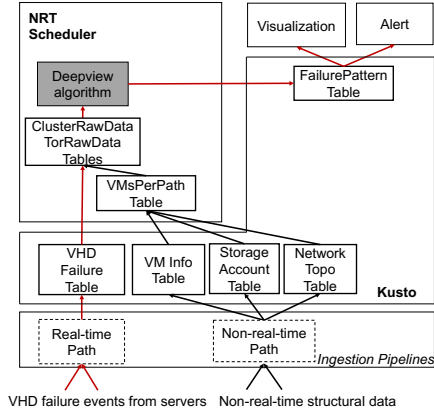 NRT
Scheduler
Visualization
Alert
Deepview
algorithm
FailurePattern
Table
ClusterRawData
TorRawData
Tables
VMsPerPath
Table
VHD
Failure
Table
VM Info
Table
Storage
Account
Table
Network
Topo
Table
Kusto
Real-time
Path
Non-real-time
Path
Ingestion Pipelines
VHD failure events from servers
Non-real-time structural data